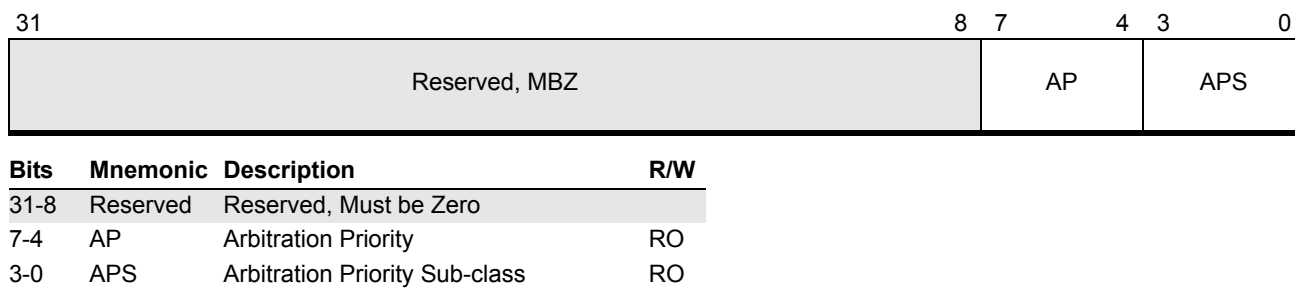 31 8 7 4 3 0
Reserved, MBZ AP APS
Bits Mnemonic Description R/W
31-8 Reserved Reserved, Must be Zero
7-4 AP Arbitration Priority RO
3-0 APS Arbitration Priority Sub-class RO